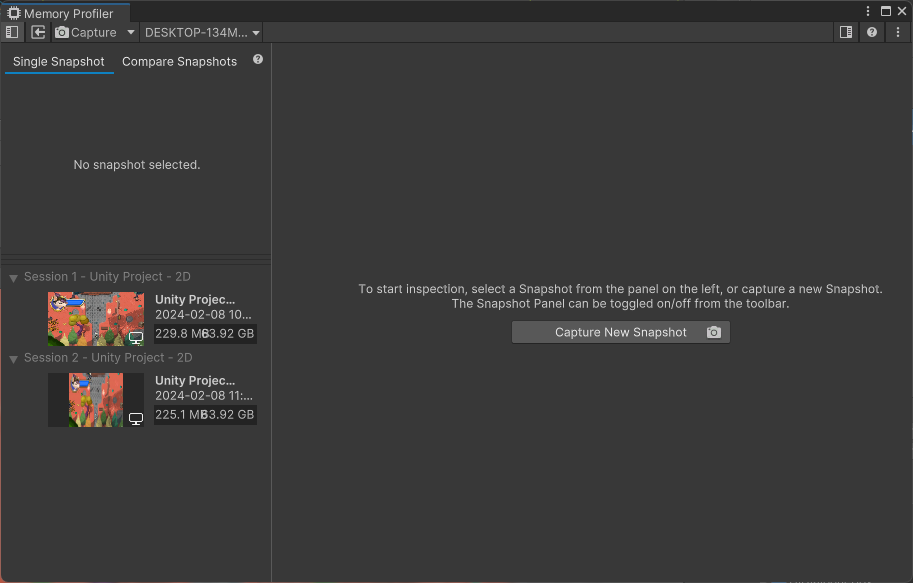 Memory Profiler
Capture
DESKTOP-134M...
Single Snapshot
Compare Snapshots
No snapshot selected.
Session 1 - Unity Project - 2D
Unity Projec...
2024-02-08 10...
229.8 MB
63.92 GB
Session 2 - Unity Project - 2D
Unity Projec...
2024-02-08 11:...
225.1 MB
63.92 GB
To start inspection, select a Snapshot from the panel on the left, or capture a new Snapshot.
The Snapshot Panel can be toggled on/off from the toolbar.
Capture New Snapshot